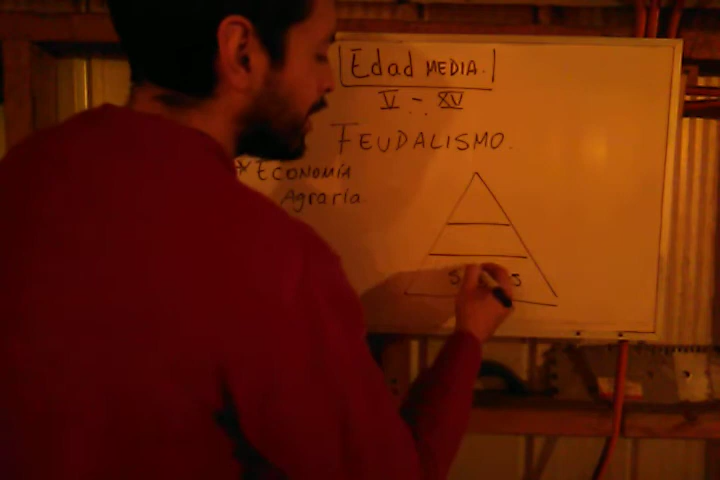 Edad MEDIA.
V - XV
FEUDALISMO.
* ECONOMÍA
Agraria